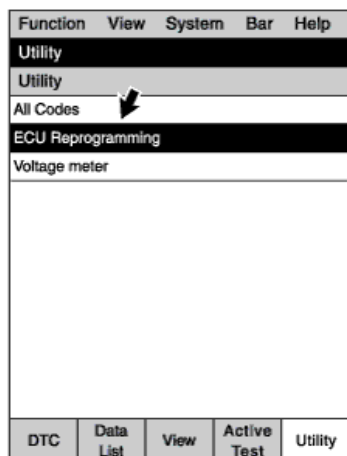 Function View System Bar Help
Utility
Utility
All Codes
ECU Reprogramming
Voltage meter
DTC Data List View Active Test Utility